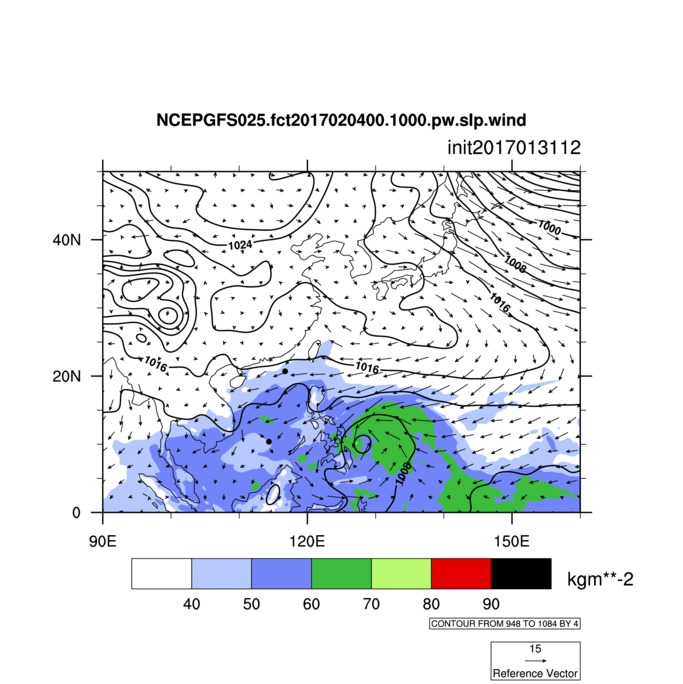 NCEPGFS025.fct2017020400.1000.pw.slp.wind
init2017013112
1000
40N
1024
1008
1016
1016
1016
20N
1008
0
90E 120E 150E
kgm**-2
40 50 60 70 80 90
CONTOUR FROM 948 TO 1084 BY 4
15
Reference Vector